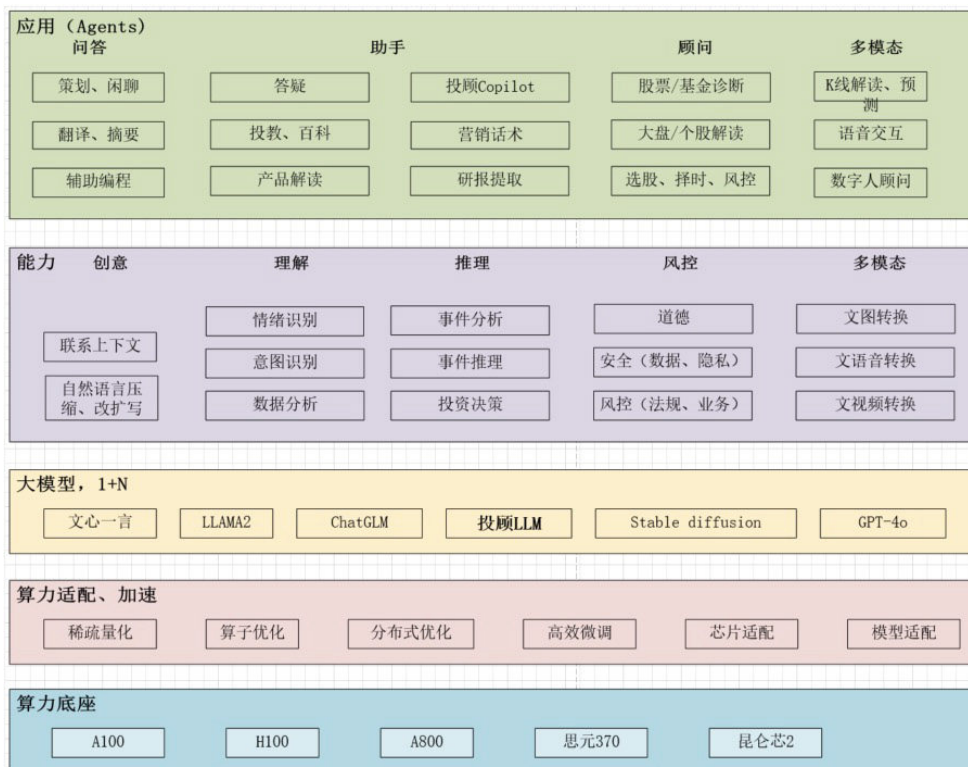 应用（Agents)
问答 助手 顾问 多模态
策划、闲聊 答疑 投顾Copilot 股票/基金诊断 K线解读、预
测
翻译、摘要 投教、百科 营销话术 大盘/个股解读 语音交互
辅助编程 产品解读 研报提取 选股、择时、风控 数字人顾问
能力 创意 理解 推理 风控 多模态
情绪识别 事件分析 道德 文图转换
联系上下文 意图识别 事件推理 安全（数据、隐私） 文语音转换
自然语言压
缩、改扩写 数据分析 投资决策 风控（法规、业务） 文视频转换
大模型，1+N
文心一言 LLAMA2 ChatGLM 投顾LLM Stable diffusion GPT-4o
算力适配、加速
稀疏量化 算子优化 分布式优化 高效微调 芯片适配 模型适配
算力底座
A100 H100 A800 思元370 昆仑芯2